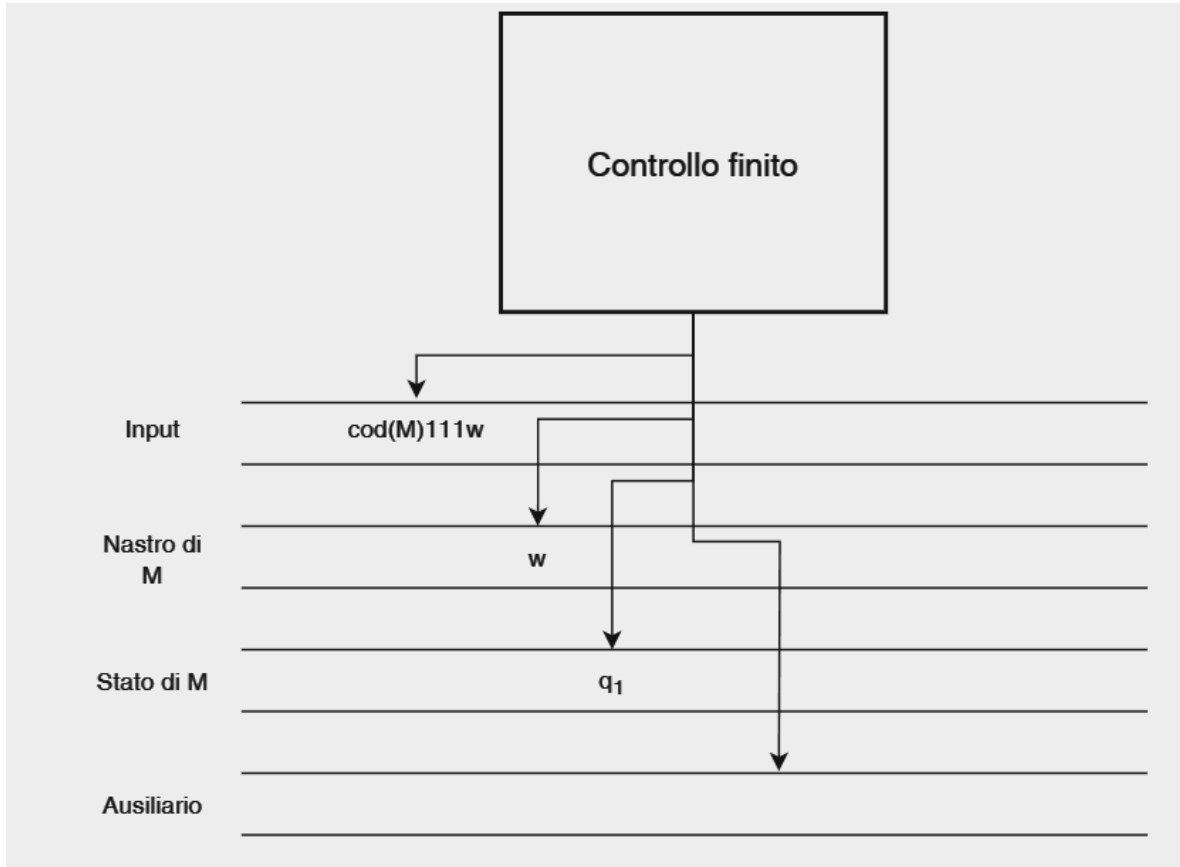 Controllo finito
Input
cod(M)111w
Nastro di
M
w
Stato di M
q₁
Ausiliario